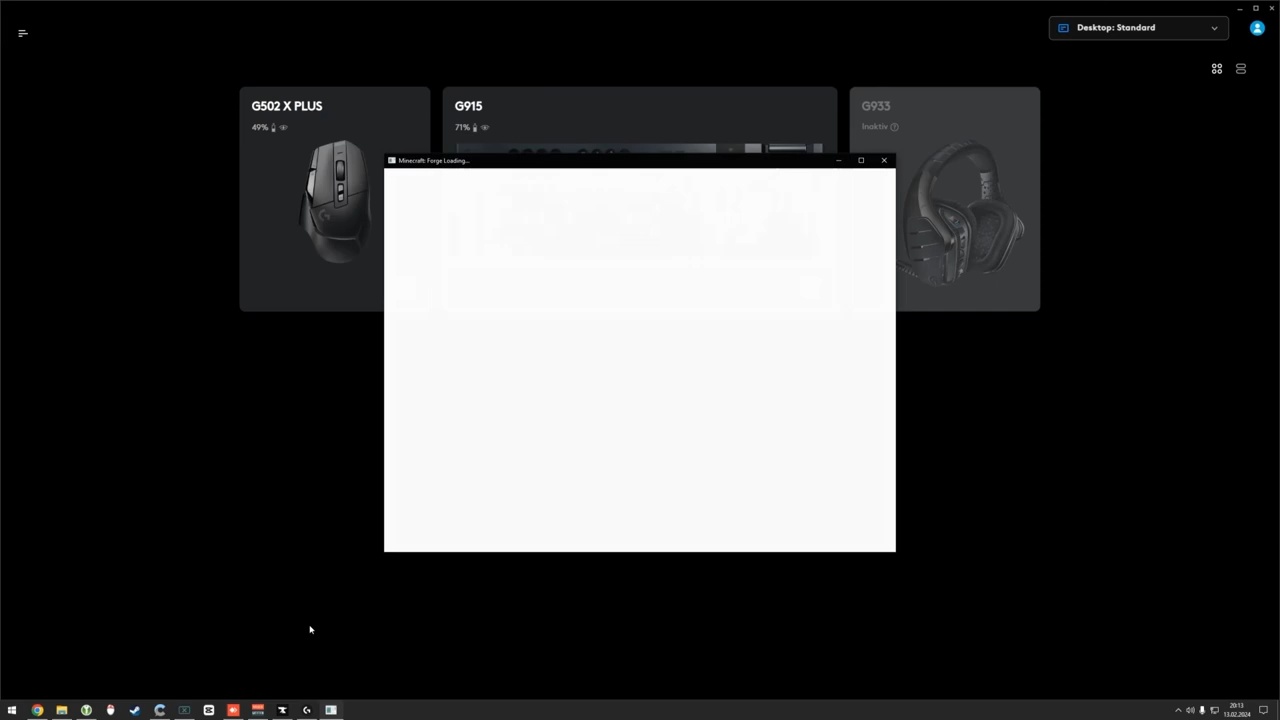 Desktop: Standard
G502 X PLUS
49%
G915
71%
G933
Inaktiv
Minecraft: Forge Loading...
20:13
13.02.2024